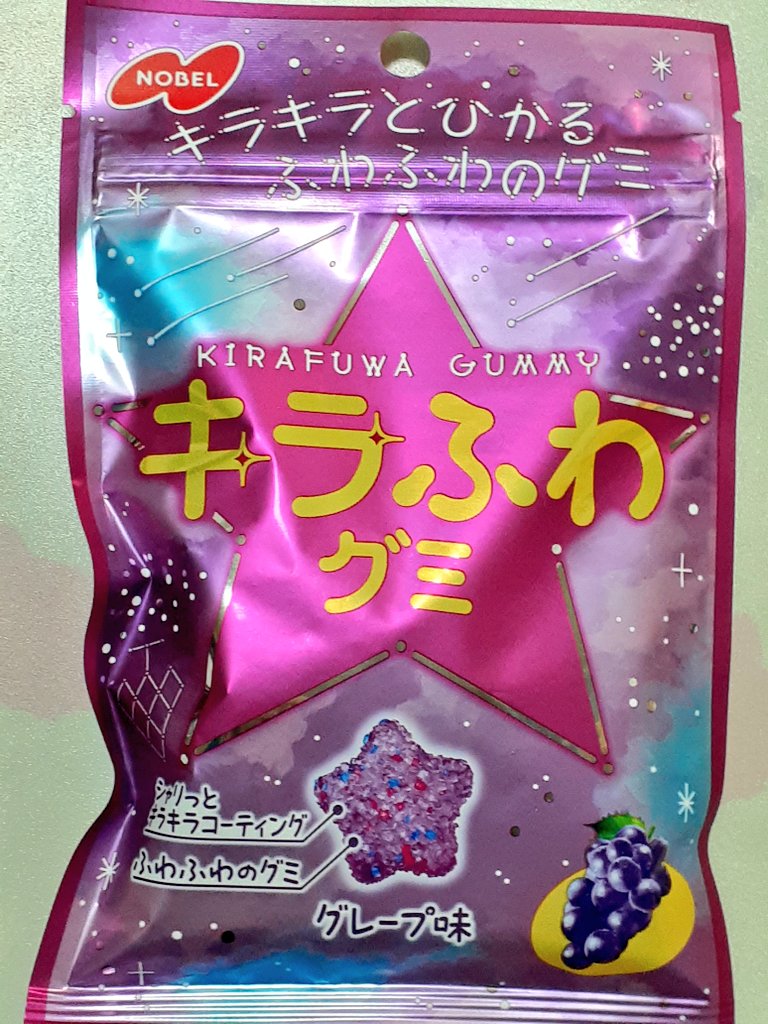 NOBEL
キラキラとひかる
ふわふわのグミ
KIRAFUWA GUMMY
キラふわ
グミ
シャリっと
キラキラコーティング
ふわふわのグミ
グレープ味